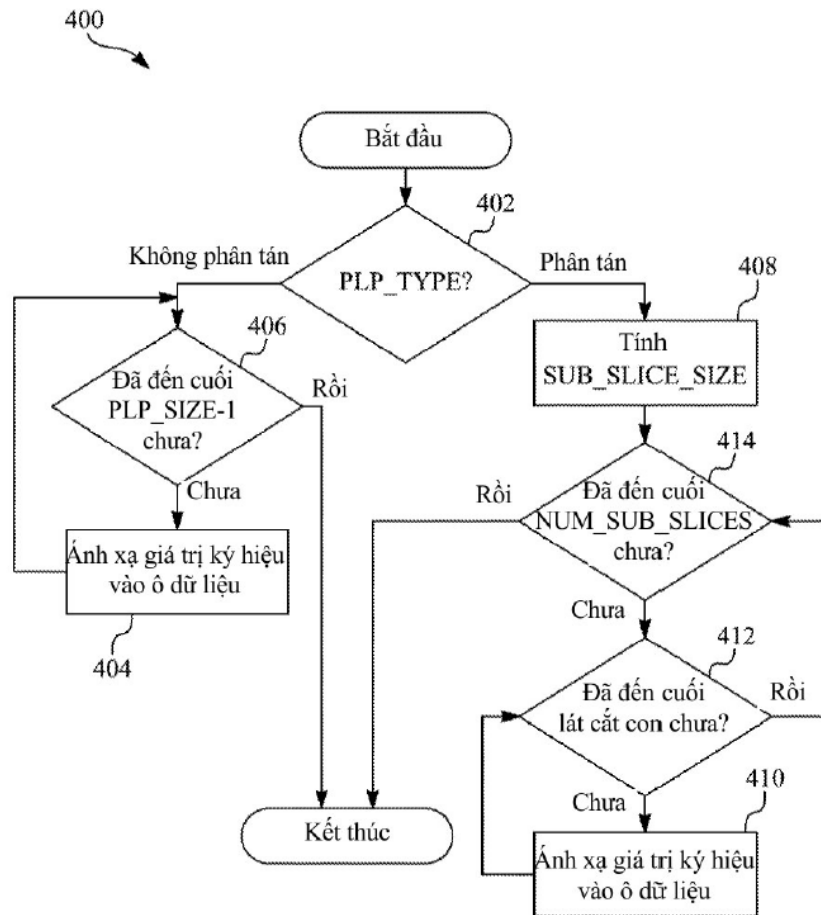 400
Bắt đầu
402
Không phân tán
PLP_TYPE?
Phân tán
408
406
Tính
SUB_SLICE_SIZE
Đã đến cuối
PLP_SIZE-1
chưa?
Rồi
414
Chưa
Rồi
Đã đến cuối
NUM_SUB_SLICES
chưa?
Ánh xạ giá trị ký hiệu
vào ô dữ liệu
404
Chưa
412
Đã đến cuối
lát cắt con chưa?
Rồi
Chưa
410
Kết thúc
Ánh xạ giá trị ký hiệu
vào ô dữ liệu